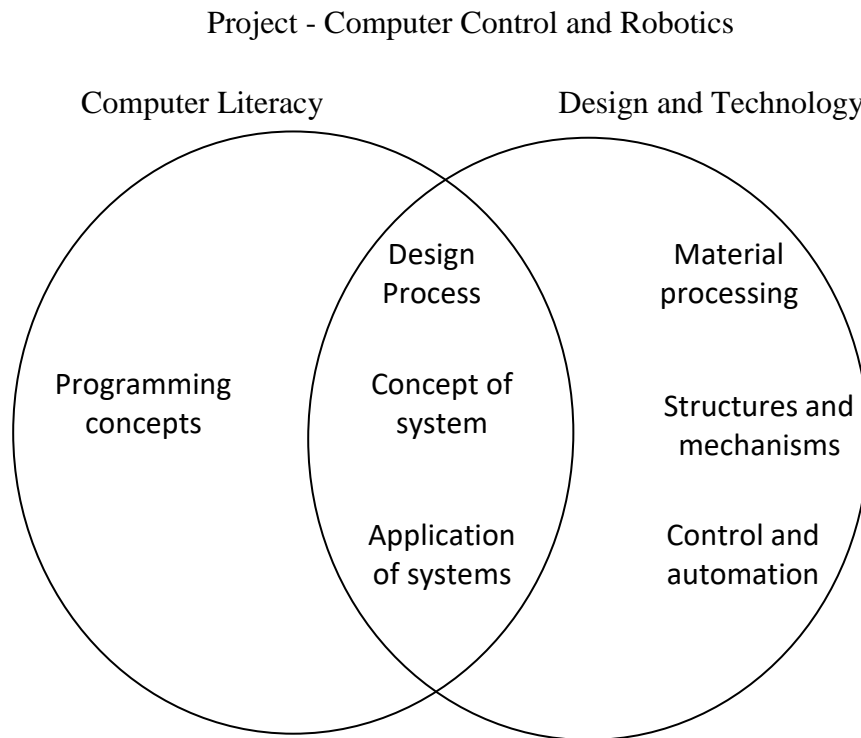 Project - Computer Control and Robotics
Computer Literacy
Design and Technology
Design
Process
Material
processing
Programming
concepts
Concept of
system
Structures and
mechanisms
Application
of systems
Control and
automation